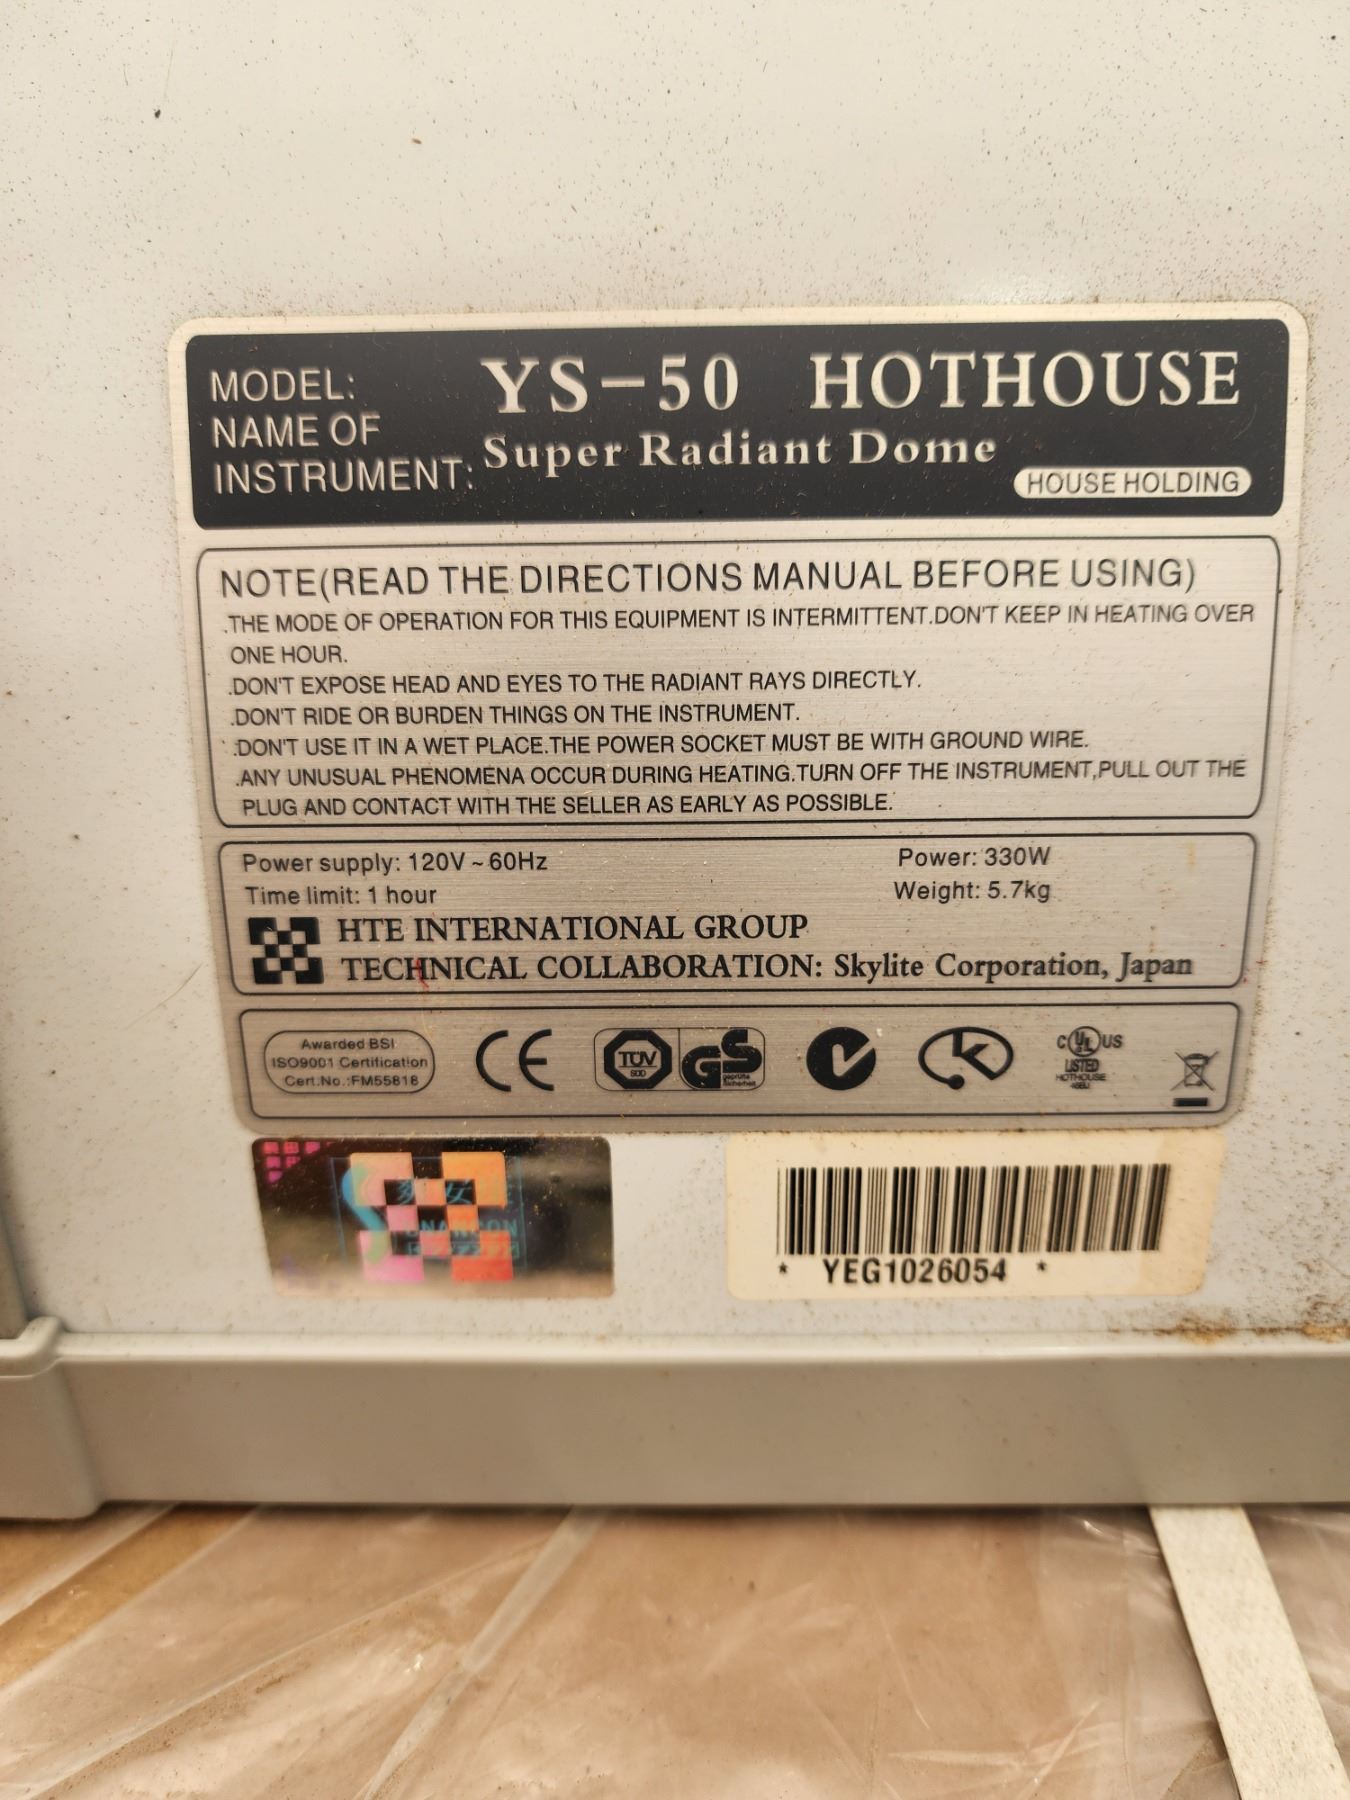 MODEL: YS-50 HOTHOUSE
NAME OF
INSTRUMENT: Super Radiant Dome
HOUSE HOLDING
NOTE(READ THE DIRECTIONS MANUAL BEFORE USING)
.THE MODE OF OPERATION FOR THIS EQUIPMENT IS INTERMITTENT.DON'T KEEP IN HEATING OVER
ONE HOUR.
.DON'T EXPOSE HEAD AND EYES TO THE RADIANT RAYS DIRECTLY.
.DON'T RIDE OR BURDEN THINGS ON THE INSTRUMENT.
.DON'T USE IT IN A WET PLACE.THE POWER SOCKET MUST BE WITH GROUND WIRE.
.ANY UNUSUAL PHENOMENA OCCUR DURING HEATING.TURN OFF THE INSTRUMENT,PULL OUT THE
PLUG AND CONTACT WITH THE SELLER AS EARLY AS POSSIBLE.
Power supply: 120V ~ 60Hz Power: 330W
Time limit: 1 hour Weight: 5.7kg
HTE INTERNATIONAL GROUP
TECHNICAL COLLABORATION: Skylite Corporation, Japan
Awarded BSI
ISO9001 Certification
Cert.No.:FM55818
CE
TÜV
SÜD
GS
geprüfte
Sicherheit
K
C UL US
LISTED
HOTHOUSE
* YEG1026054 *